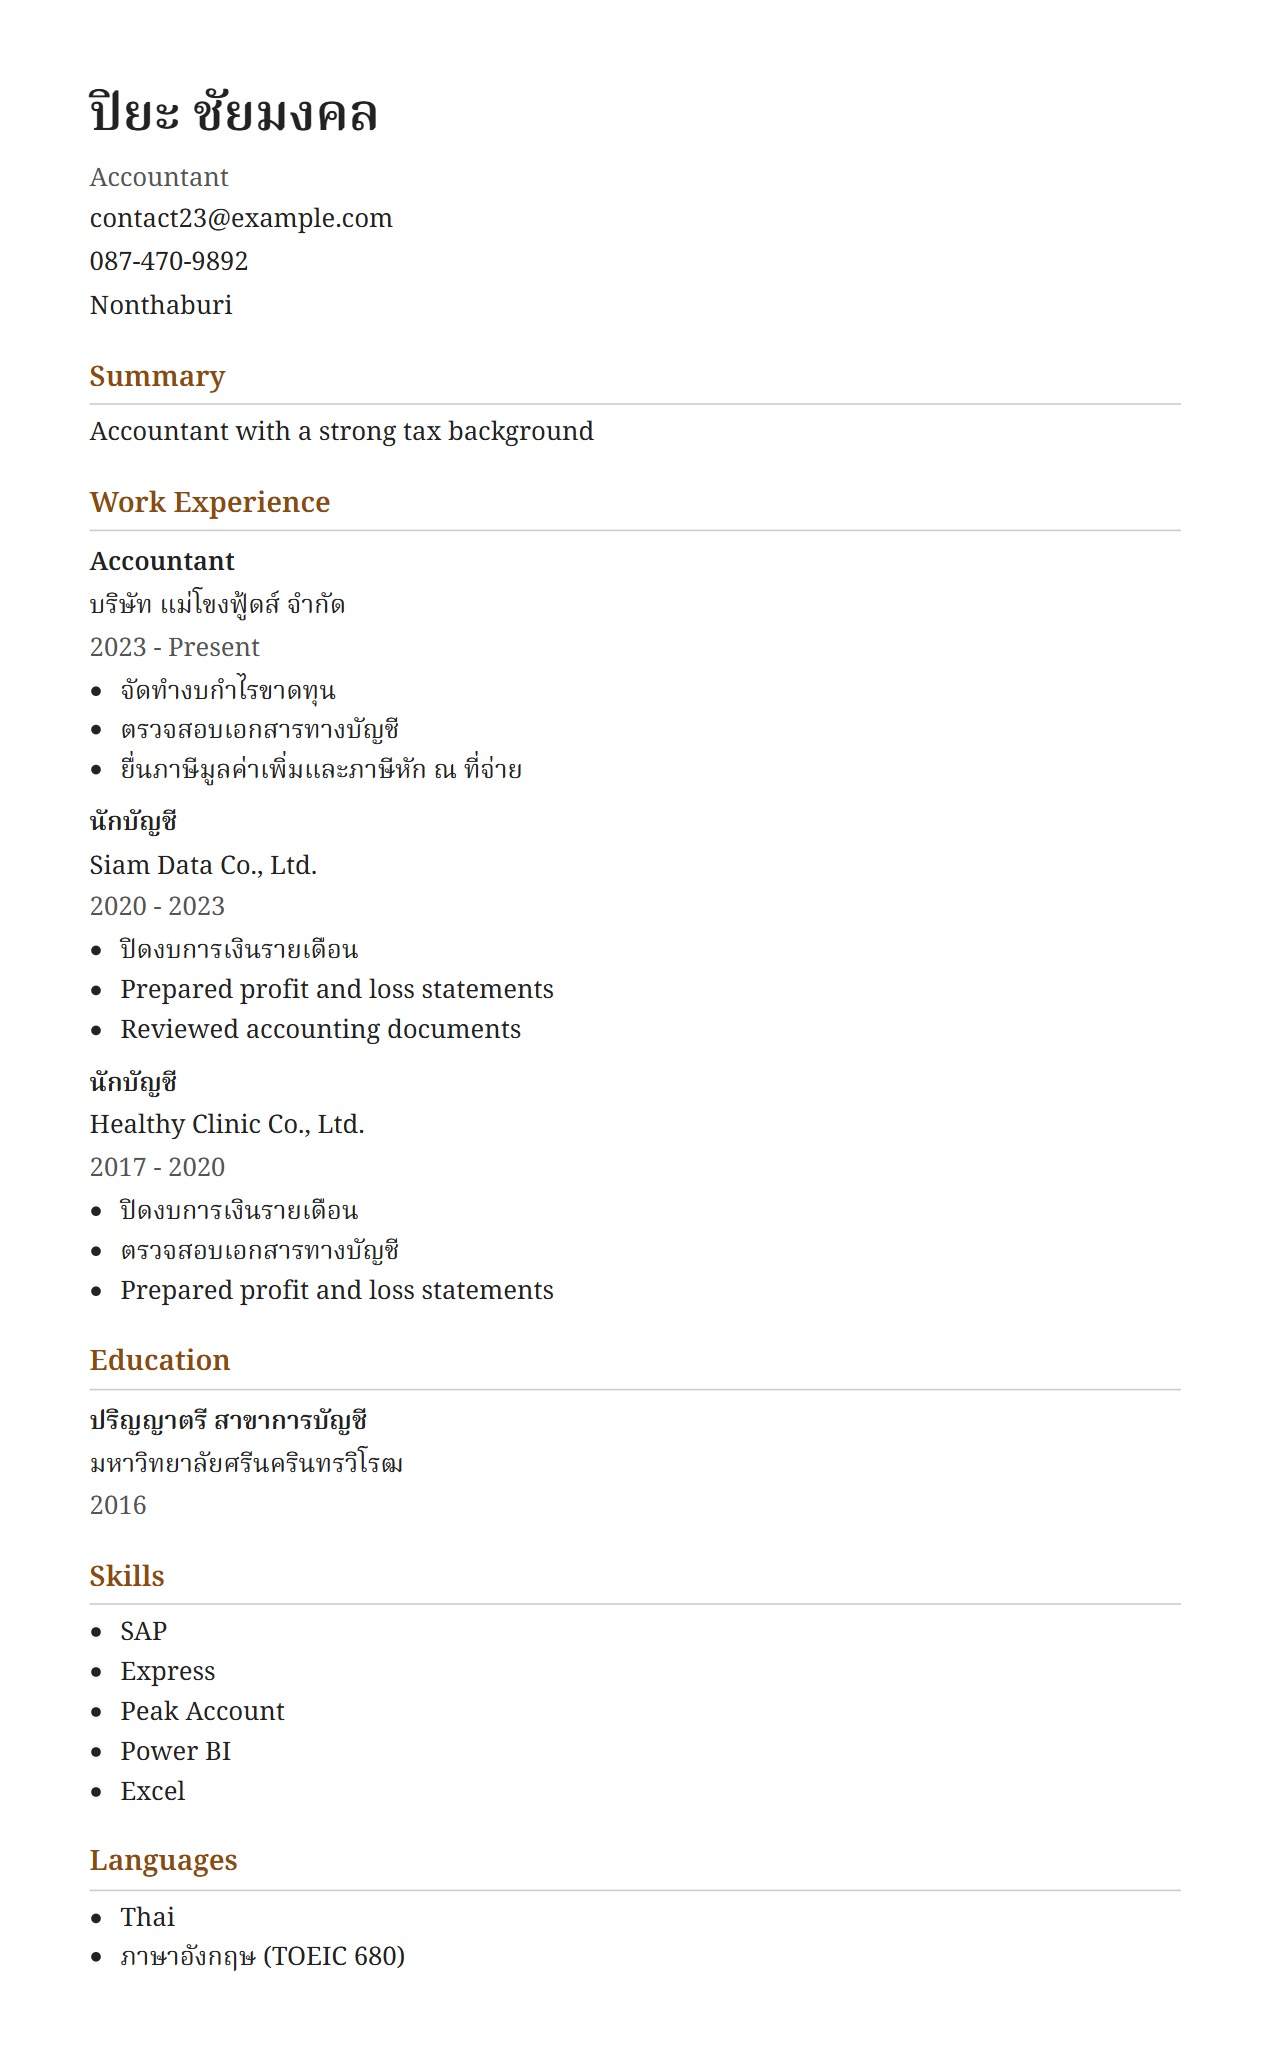 ปิยะ ชัยมงคล
Accountant
contact23@example.com
087-470-9892
Nonthaburi
Summary
Accountant with a strong tax background
Work Experience
Accountant
บริษัท แม่โขงฟู้ดส์ จำกัด
2023 - Present
• จัดทำงบกำไรขาดทุน
• ตรวจสอบเอกสารทางบัญชี
• ยื่นภาษีมูลค่าเพิ่มและภาษีหัก ณ ที่จ่าย
นักบัญชี
Siam Data Co., Ltd.
2020 - 2023
• ปิดงบการเงินรายเดือน
• Prepared profit and loss statements
• Reviewed accounting documents
นักบัญชี
Healthy Clinic Co., Ltd.
2017 - 2020
• ปิดงบการเงินรายเดือน
• ตรวจสอบเอกสารทางบัญชี
• Prepared profit and loss statements
Education
ปริญญาตรี สาขาการบัญชี
มหาวิทยาลัยศรีนครินทรวิโรฒ
2016
Skills
• SAP
• Express
• Peak Account
• Power BI
• Excel
Languages
• Thai
• ภาษาอังกฤษ (TOEIC 680)